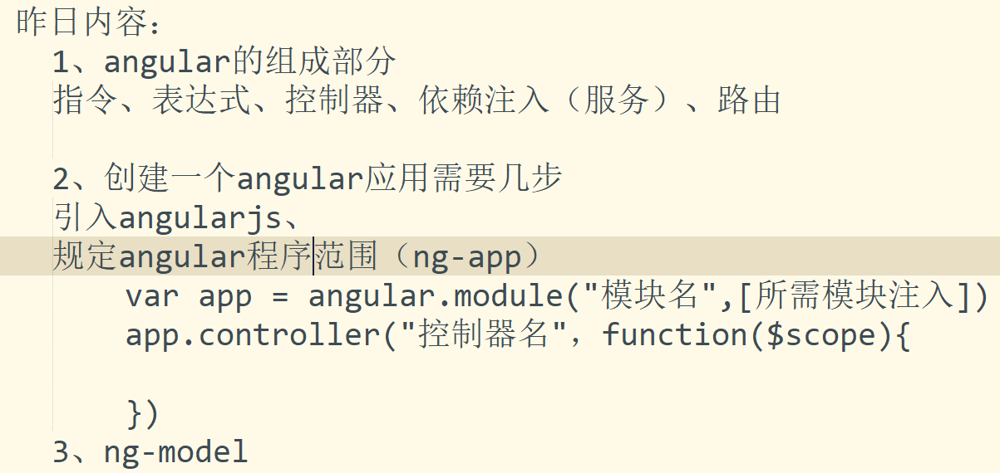 昨日内容：
1、angular的组成部分
指令、表达式、控制器、依赖注入（服务）、路由
2、创建一个angular应用需要几步
引入angularjs、
规定angular程序范围（ng-app）
var app = angular.module("模块名",[所需模块注入])
app.controller("控制器名"，function($scope){
})
3、ng-model